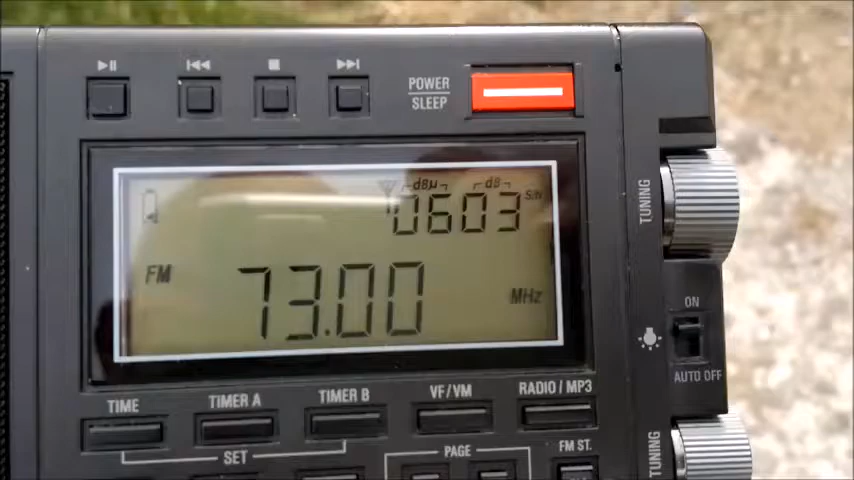 POWER
SLEEP
dBµ dB
0603 S/N
FM 73.00 MHz
TUNING
ON
AUTO OFF
TIME TIMER A TIMER B VF/VM RADIO / MP3
SET PAGE FM ST.
TUNING